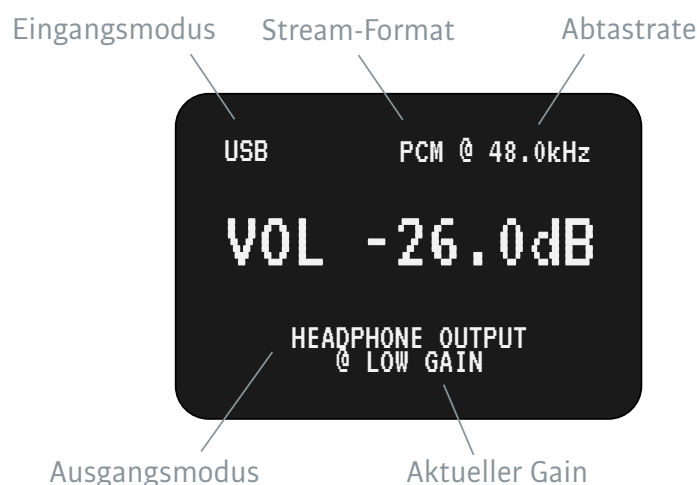 Eingangsmodus Stream-Format Abtastrate
USB PCM @ 48.0kHz
VOL -26.0dB
HEADPHONE OUTPUT
@ LOW GAIN
Ausgangsmodus Aktueller Gain